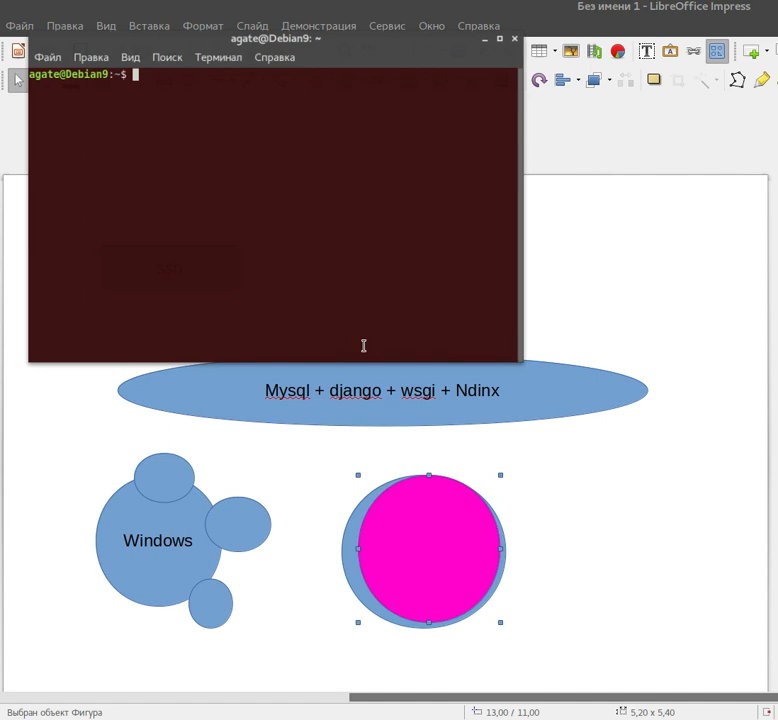 Без имени 1 - LibreOffice Impress
Файл Правка Вид Вставка Формат Слайд Демонстрация Сервис Окно Справка
agate@Debian9: ~
Файл Правка Вид Поиск Терминал Справка
agate@Debian9:~$
Mysql + django + wsgi + Ndinx
Windows
Выбран объект Фигура
13,00 / 11,00
5,20 x 5,40